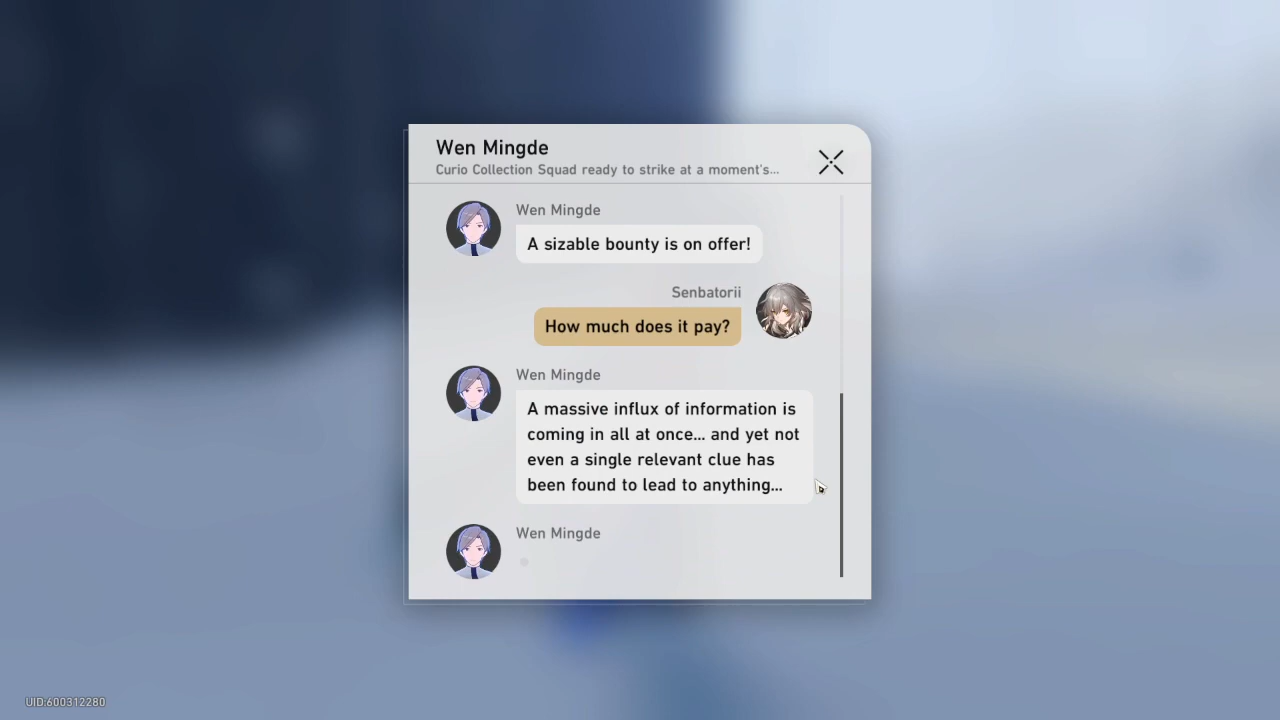 Wen Mingde
Curio Collection Squad ready to strike at a moment's...
Wen Mingde
A sizable bounty is on offer!
Senbatorii
How much does it pay?
Wen Mingde
A massive influx of information is
coming in all at once... and yet not
even a single relevant clue has
been found to lead to anything...
Wen Mingde
UID:600312280